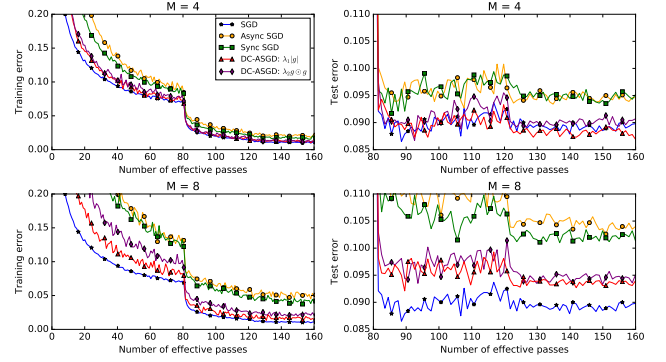 M = 4
Training error
0.20
0.15
0.10
0.05
0.00
0 20 40 60 80 100 120 140 160
Number of effective passes
SGD
Async SGD
Sync SGD
DC-ASGD: λ₁|g|
DC-ASGD: λ₂g⊙g
M = 4
Test error
0.110
0.105
0.100
0.095
0.090
0.085
80 90 100 110 120 130 140 150 160
Number of effective passes
M = 8
Training error
0.20
0.15
0.10
0.05
0.00
0 20 40 60 80 100 120 140 160
Number of effective passes
M = 8
Test error
0.110
0.105
0.100
0.095
0.090
0.085
80 90 100 110 120 130 140 150 160
Number of effective passes